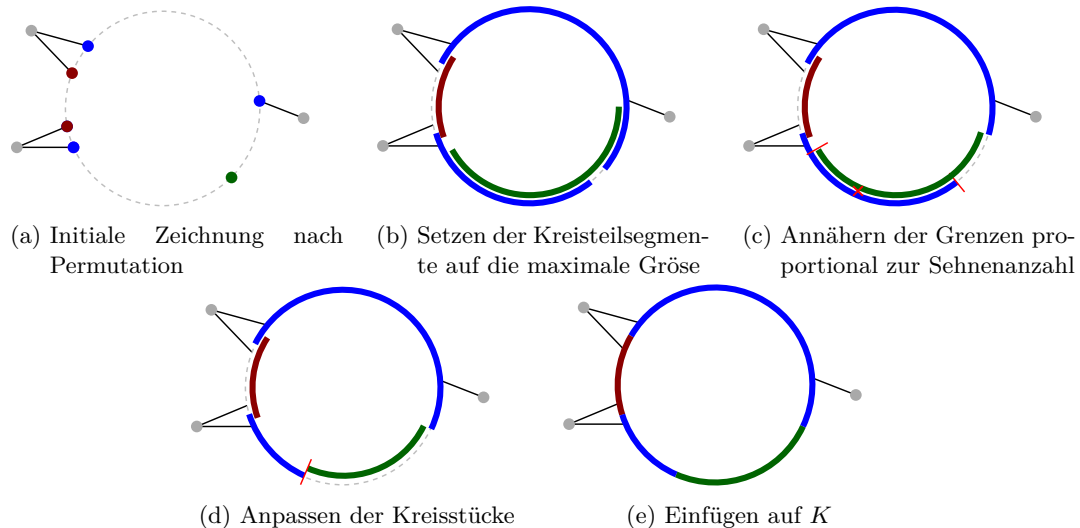 (a) Initiale Zeichnung nach
Permutation
(b) Setzen der Kreisteilsegmen-
te auf die maximale Gröse
(c) Annähern der Grenzen pro-
portional zur Sehnenanzahl
(d) Anpassen der Kreisstücke
(e) Einfügen auf K